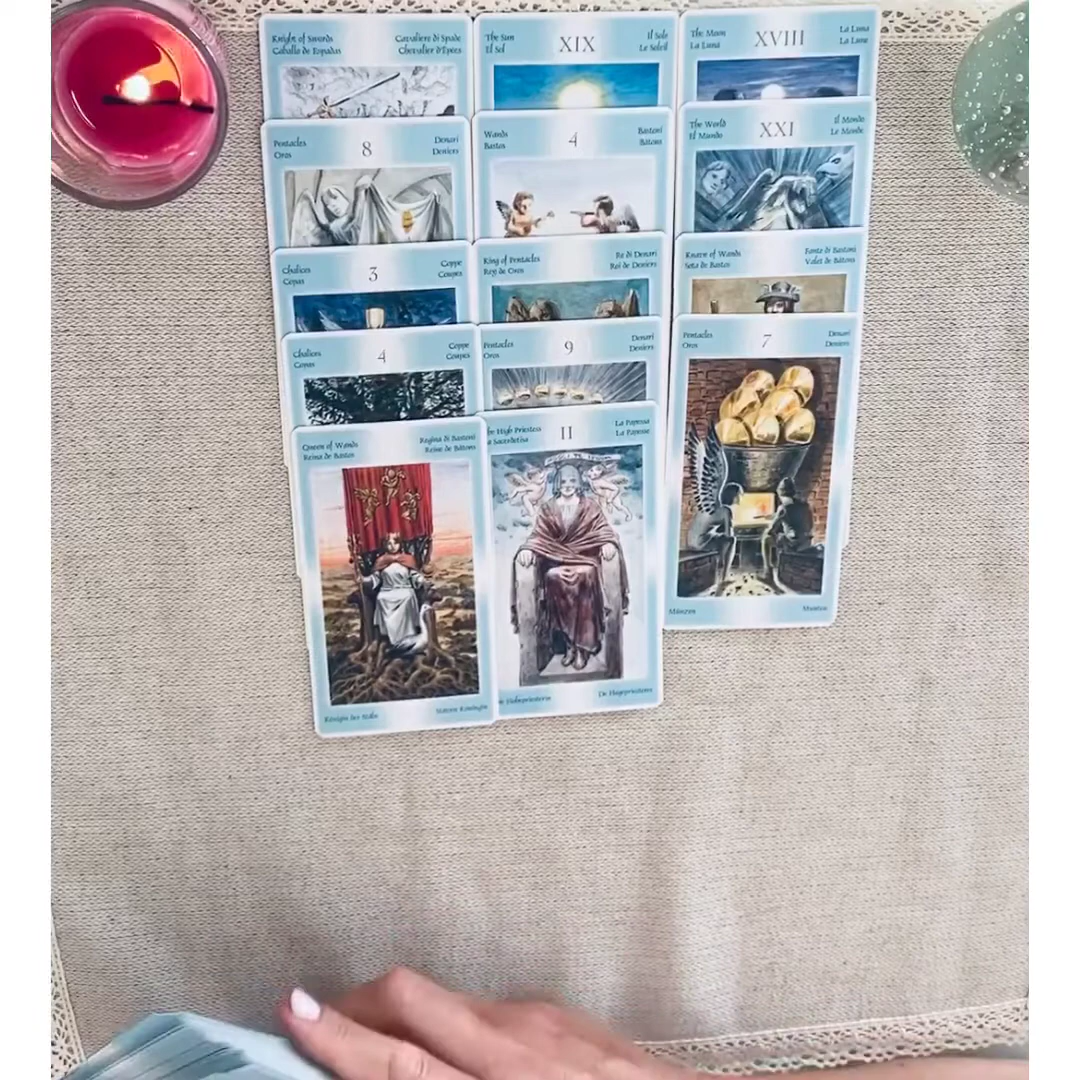 Knight of Swords
Caballo de Espadas
Cavaliere di Spade
Chevalier d'Epées
The Sun
El Sol
XIX
Il Sole
Le Soleil
The Moon
La Luna
XVIII
La Luna
La Lune
Pentacles
Oros
8
Denari
Deniers
Wands
Bastos
4
Bastoni
Bâtons
The World
El Mundo
XXI
Il Mondo
Le Monde
Chalices
Copas
3
Coppe
Coupes
King of Pentacles
Rey de Oros
Re di Denari
Roi de Deniers
Knave of Wands
Sota de Bastos
Fante di Bastoni
Valet de Bâtons
Chalices
Copas
4
Coppe
Coupes
Pentacles
Oros
9
Denari
Deniers
Pentacles
Oros
7
Denari
Deniers
Münzen
Munten
Queen of Wands
Reina de Bastos
Regina di Bastoni
Reine de Bâtons
Königin der Stäbe
Staven Koningin
High Priestess
Sacerdotisa
II
La Papessa
La Papesse
De Hogepriesteres